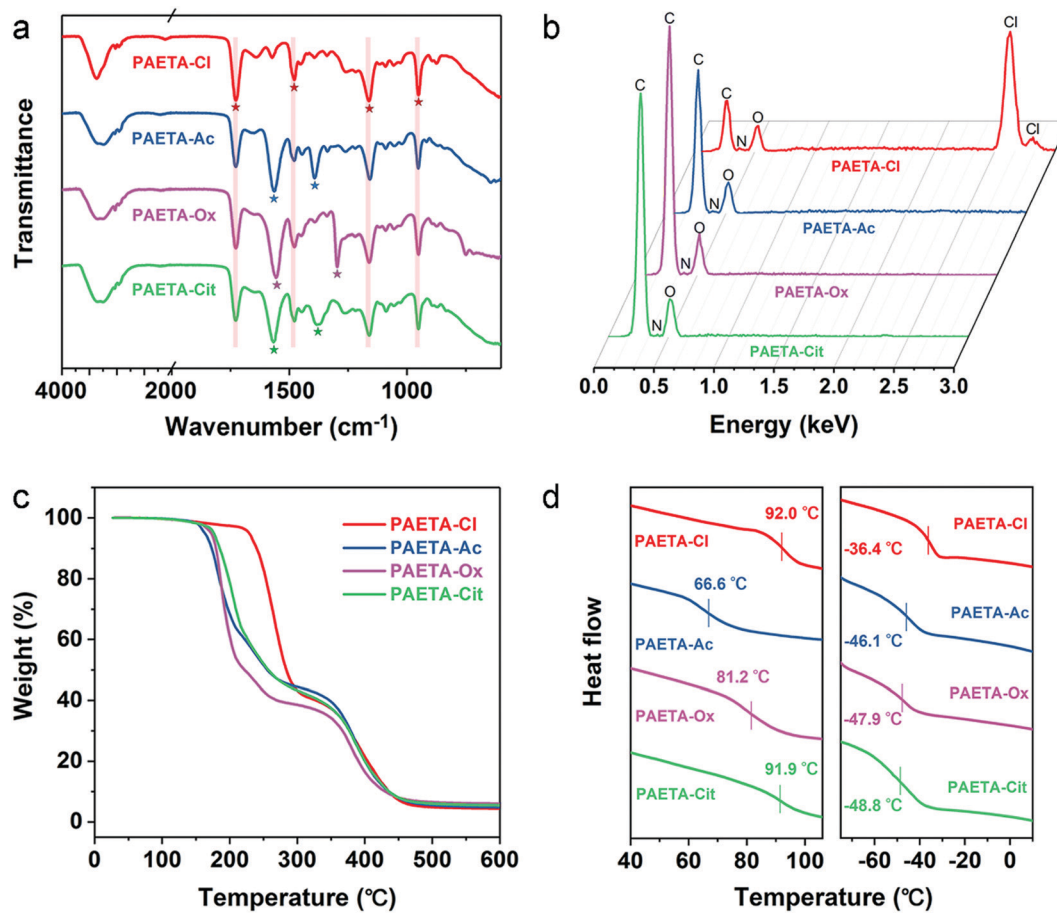 a
PAETA-Cl
PAETA-Ac
PAETA-Ox
PAETA-Cit
Transmittance
4000 2000 1500 1000
Wavenumber (cm-1)
b
C C C C N O Cl Cl
PAETA-Cl
N O
PAETA-Ac
N O
PAETA-Ox
N O
PAETA-Cit
0.0 0.5 1.0 1.5 2.0 2.5 3.0
Energy (keV)
c
100
80
60
40
20
0
Weight (%)
PAETA-Cl
PAETA-Ac
PAETA-Ox
PAETA-Cit
0 100 200 300 400 500 600
Temperature (℃)
d
Heat flow
92.0 ℃
PAETA-Cl
66.6 ℃
PAETA-Ac
81.2 ℃
PAETA-Ox
91.9 ℃
PAETA-Cit
40 60 80 100
PAETA-Cl
-36.4 ℃
PAETA-Ac
-46.1 ℃
PAETA-Ox
-47.9 ℃
PAETA-Cit
-48.8 ℃
-60 -40 -20 0
Temperature (℃)